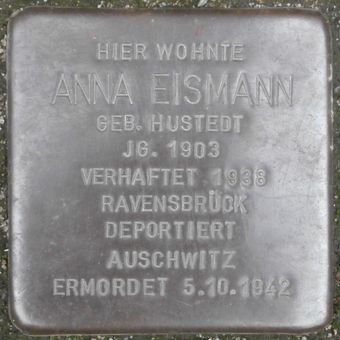 HIER WOHNTE
ANNA EISMANN
GEB. HUSTEDT
JG. 1903
VERHAFTET 1938
RAVENSBRÜCK
DEPORTIERT
AUSCHWITZ
ERMORDET 5.10.1942